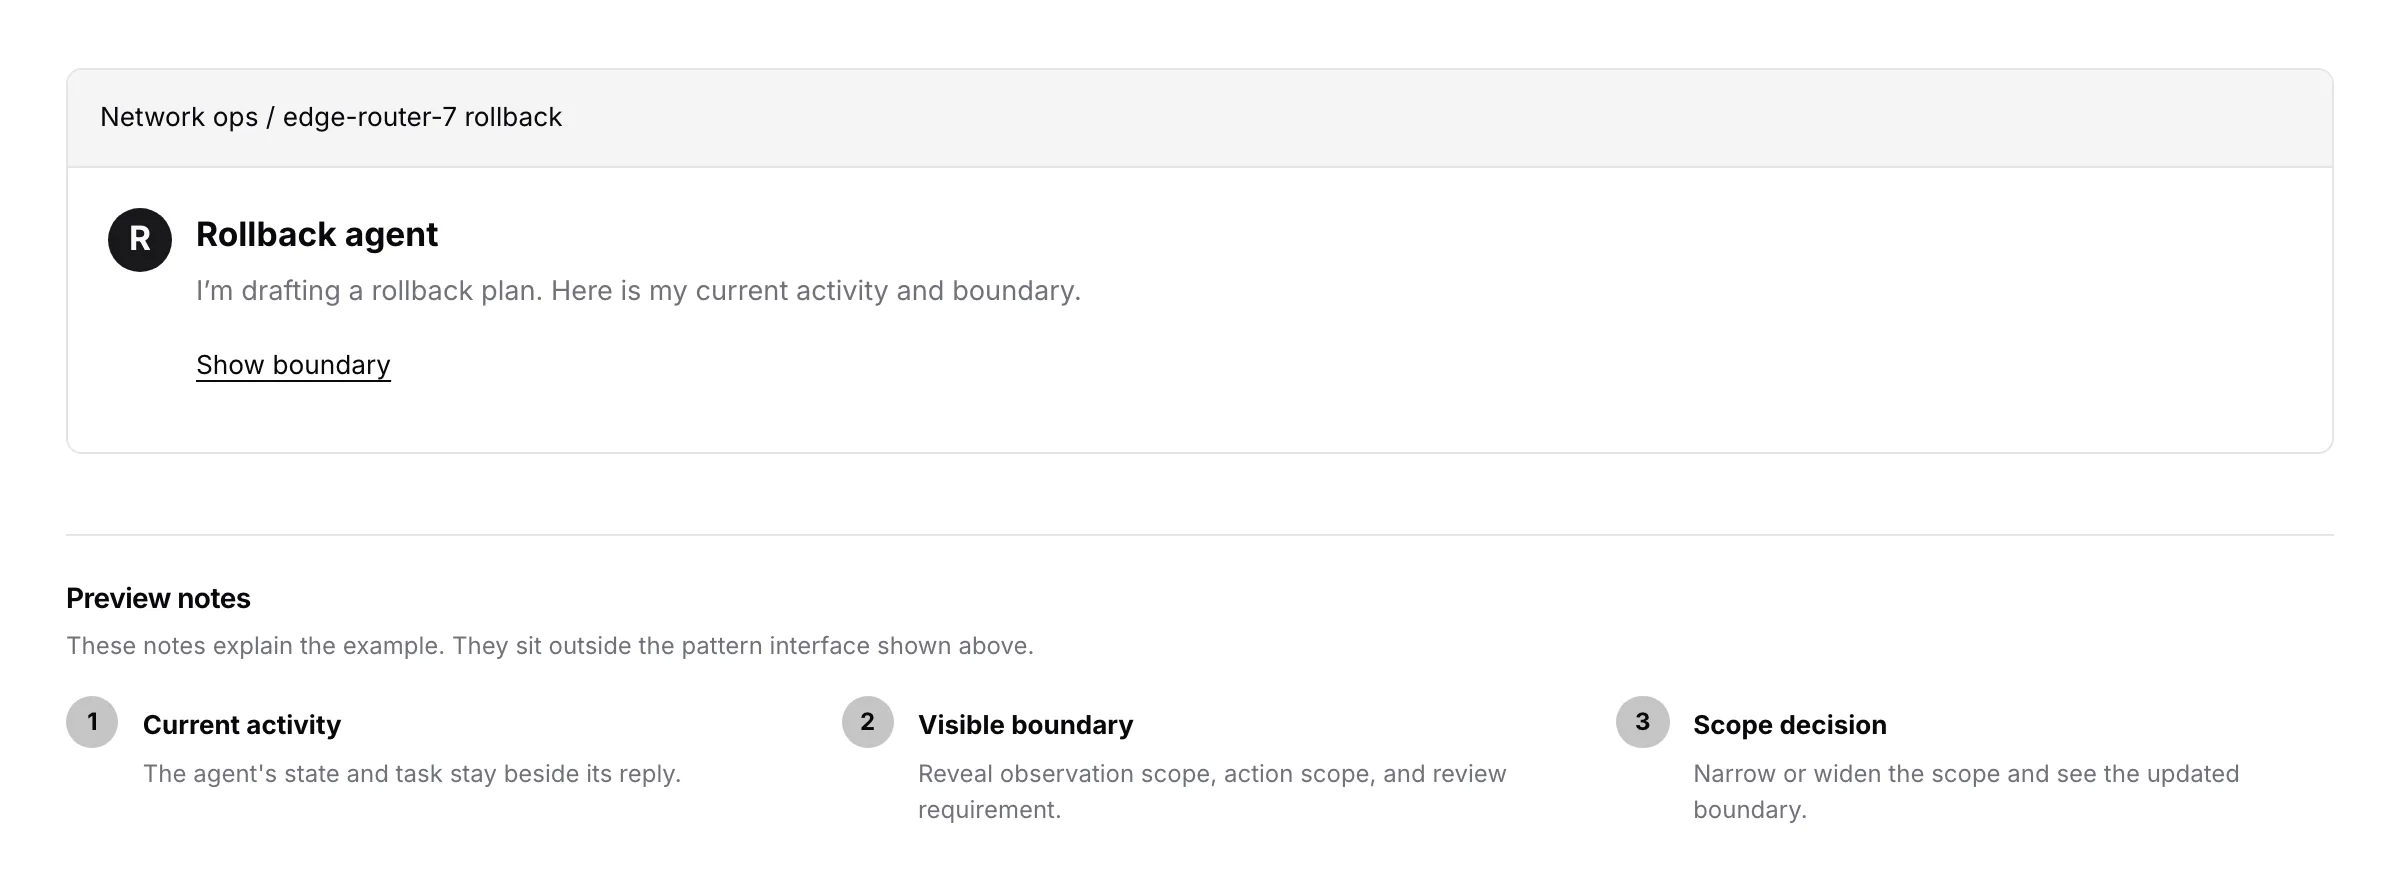 Network ops / edge-router-7 rollback
R
Rollback agent
I’m drafting a rollback plan. Here is my current activity and boundary.
Show boundary
Preview notes
These notes explain the example. They sit outside the pattern interface shown above.
1
Current activity
The agent's state and task stay beside its reply.
2
Visible boundary
Reveal observation scope, action scope, and review
requirement.
3
Scope decision
Narrow or widen the scope and see the updated
boundary.